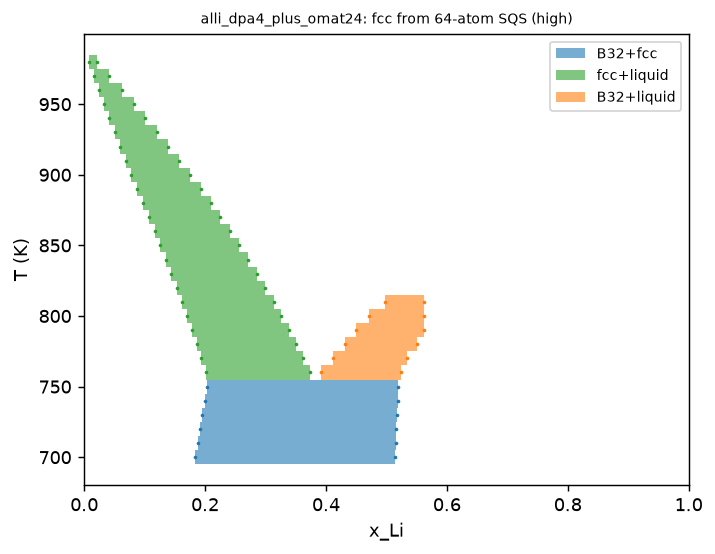 alli_dpa4_plus_omat24: fcc from 64-atom SQS (high)
B32+fcc
fcc+liquid
B32+liquid
T (K)
950
900
850
800
750
700
0.0 0.2 0.4 0.6 0.8 1.0
x_Li